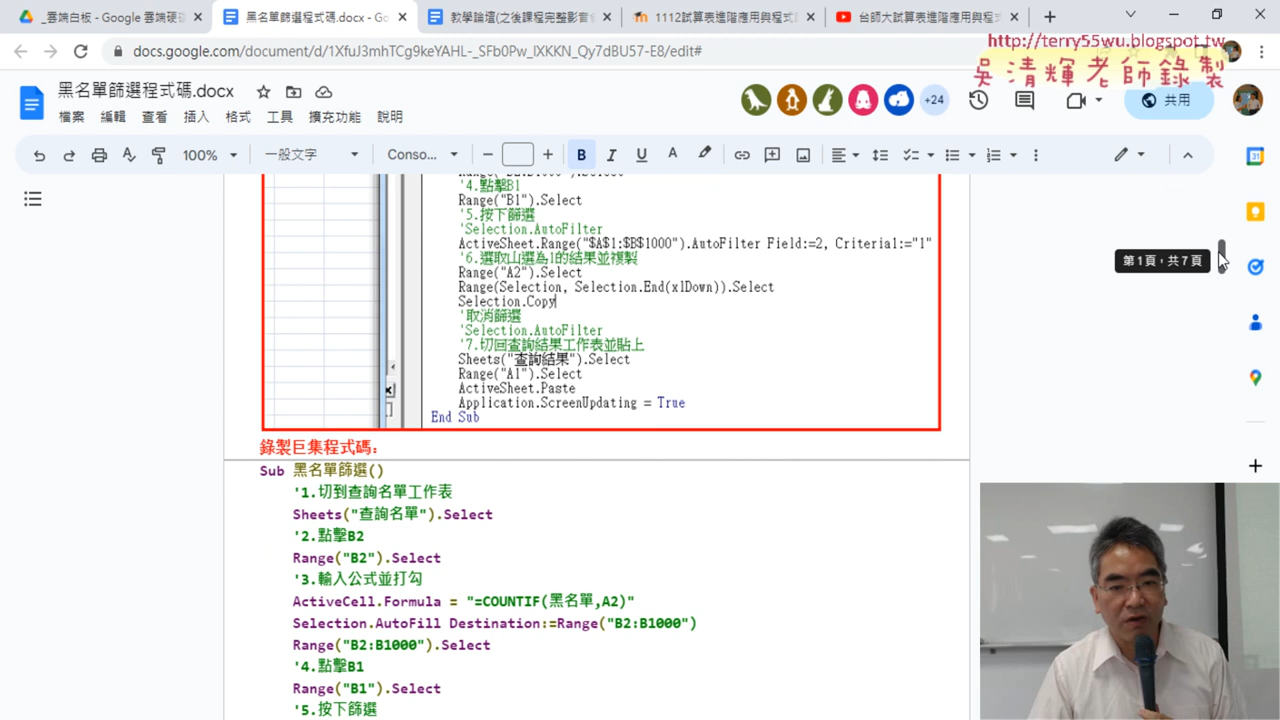 _雲端白板 - Google 雲端硬碟
黑名單篩選程式碼.docx - Go
教學論壇(之後課程完整影音
1112試算表進階應用與程式
台師大試算表進階應用與程式
docs.google.com/document/d/1XfuJ3mhTCg9keYAHL-_SFb0Pw_lXKKN_Qy7dBU57-E8/edit#
http://terry55wu.blogspot.tw
吳清輝老師錄製
黑名單篩選程式碼.docx
檔案 編輯 查看 插入 格式 工具 擴充功能 說明
+24
共用
100% 一般文字 Conso... B I U A
'4.點擊B1
Range("B1").Select
'5.按下篩選
'Selection.AutoFilter
ActiveSheet.Range("$A$1:$B$1000").AutoFilter Field:=2, Criteria1:="1"
'6.選取山選為1的結果並複製
Range("A2").Select
Range(Selection, Selection.End(xlDown)).Select
Selection.Copy
'取消篩選
'Selection.AutoFilter
'7.切回查詢結果工作表並貼上
Sheets("查詢結果").Select
Range("A1").Select
ActiveSheet.Paste
Application.ScreenUpdating = True
End Sub
第1頁，共7頁
錄製巨集程式碼：
Sub 黑名單篩選()
'1.切到查詢名單工作表
Sheets("查詢名單").Select
'2.點擊B2
Range("B2").Select
'3.輸入公式並打勾
ActiveCell.Formula = "=COUNTIF(黑名單,A2)"
Selection.AutoFill Destination:=Range("B2:B1000")
Range("B2:B1000").Select
'4.點擊B1
Range("B1").Select
'5.按下篩選